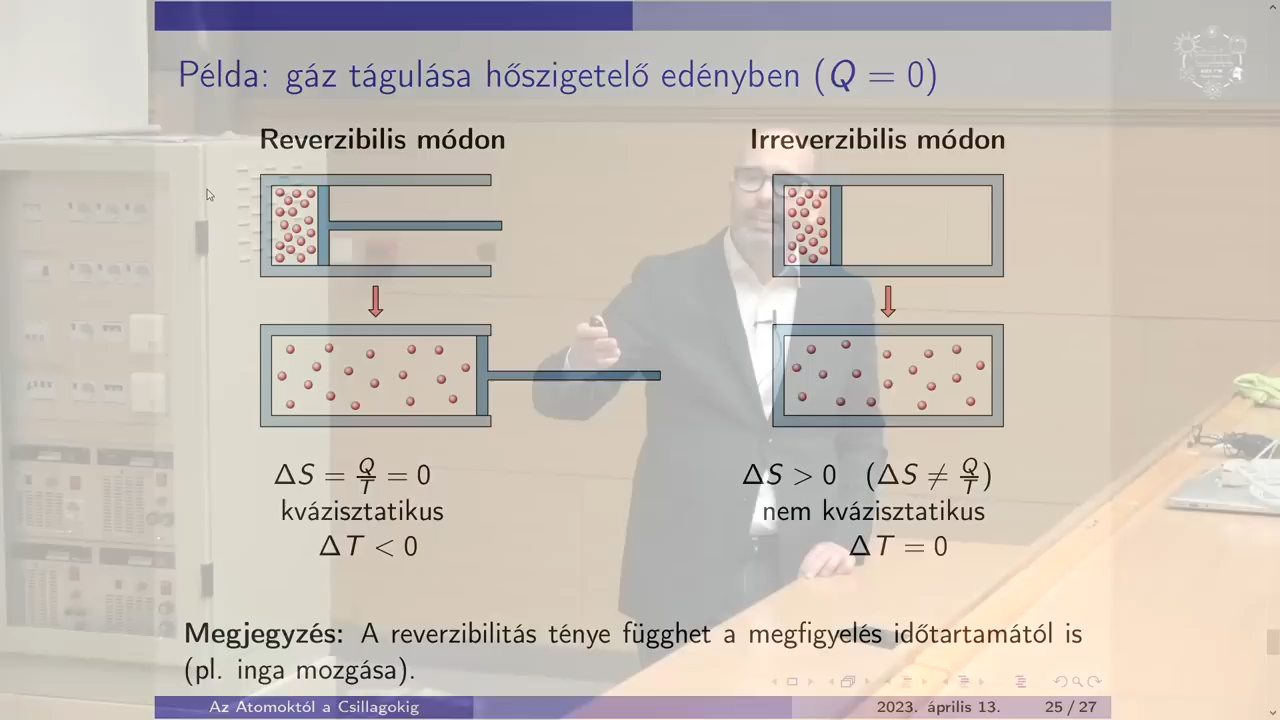 Példa: gáz tágulása hőszigetelő edényben (Q = 0)
Reverzibilis módon
Irreverzibilis módon
ΔS = Q/T = 0
kvázisztatikus
ΔT < 0
ΔS > 0 (ΔS ≠ Q/T)
nem kvázisztatikus
ΔT = 0
Megjegyzés: A reverzibilitás ténye függhet a megfigyelés időtartamától is
(pl. inga mozgása).
Az Atomoktól a Csillagokig
2023. április 13.
25 / 27